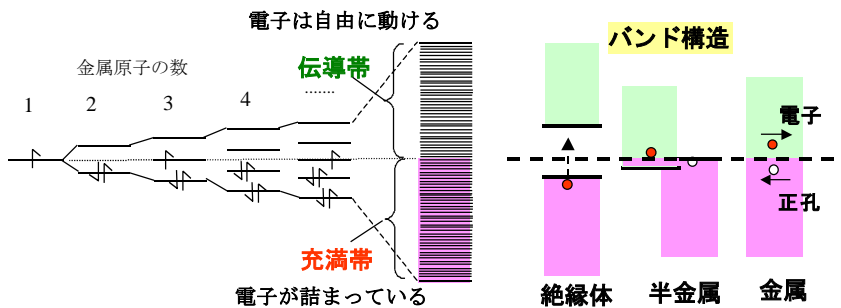 電子は自由に動ける
バンド構造
金属原子の数
伝導帯
.......
1
2
3
4
電子
正孔
充満帯
電子が詰まっている
絶縁体
半金属
金属